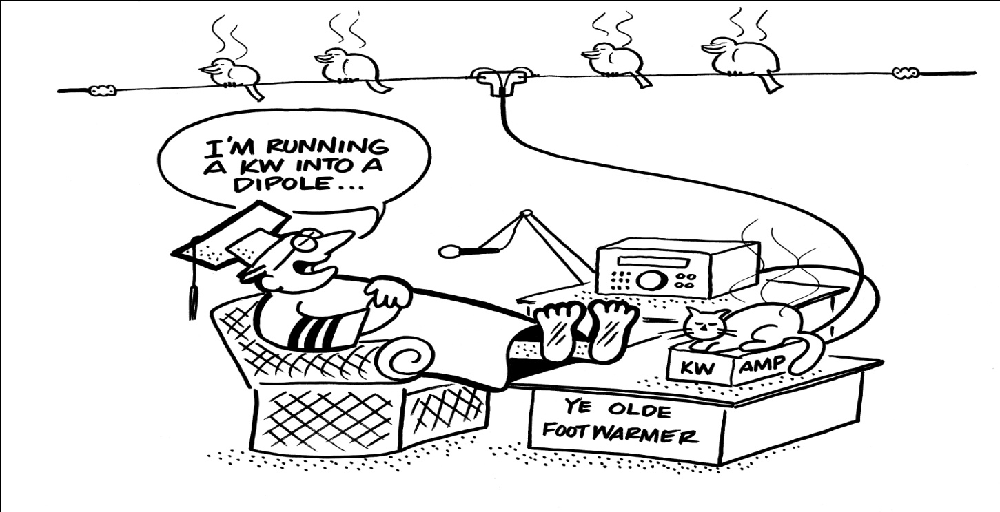 I'M RUNNING
A KW INTO A
DIPOLE...
KW AMP
YE OLDE
FOOTWARMER